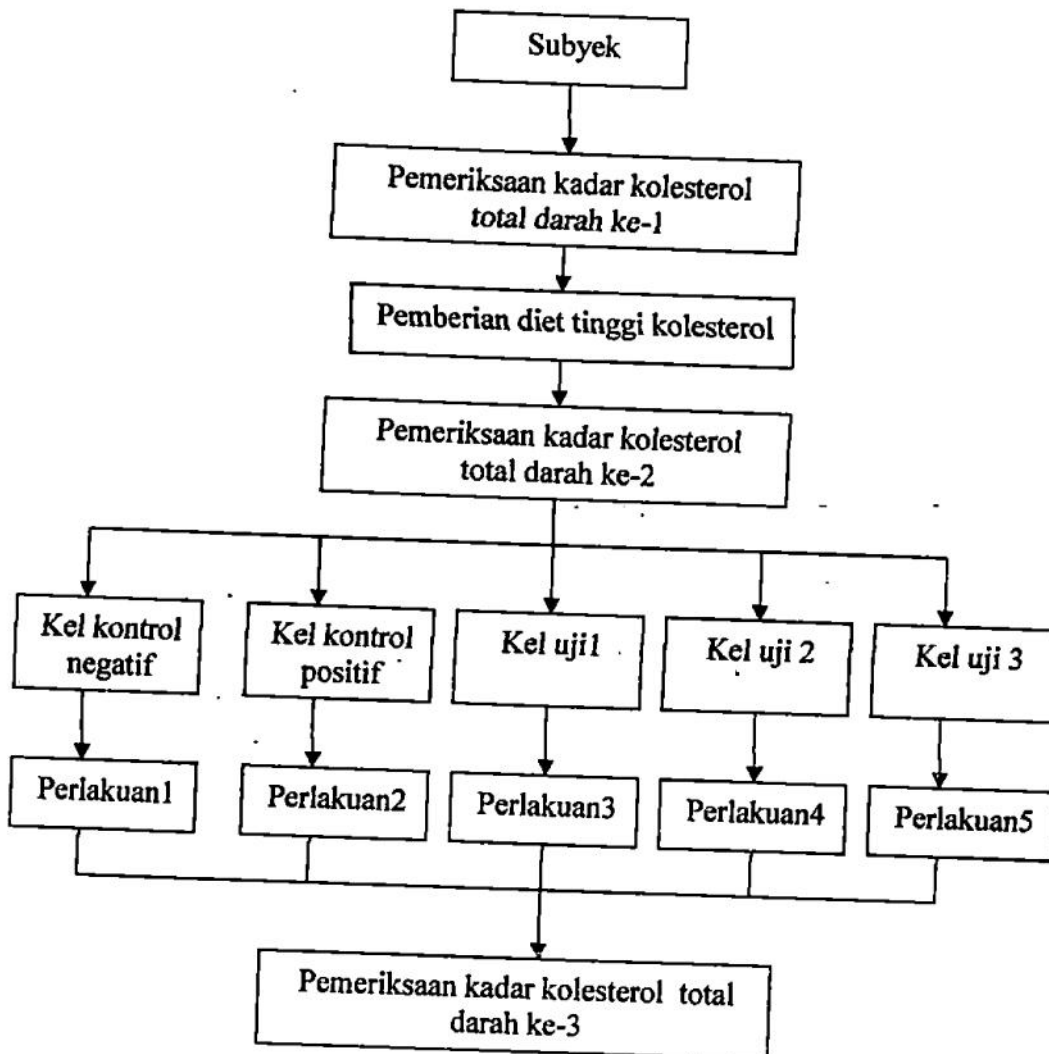 Subyek
Pemeriksaan kadar kolesterol
total darah ke-1
Pemberian diet tinggi kolesterol
Pemeriksaan kadar kolesterol
total darah ke-2
Kel kontrol
negatif
Kel kontrol
positif
Kel uji1
Kel uji 2
Kel uji 3
Perlakuan1
Perlakuan2
Perlakuan3
Perlakuan4
Perlakuan5
Pemeriksaan kadar kolesterol total
darah ke-3